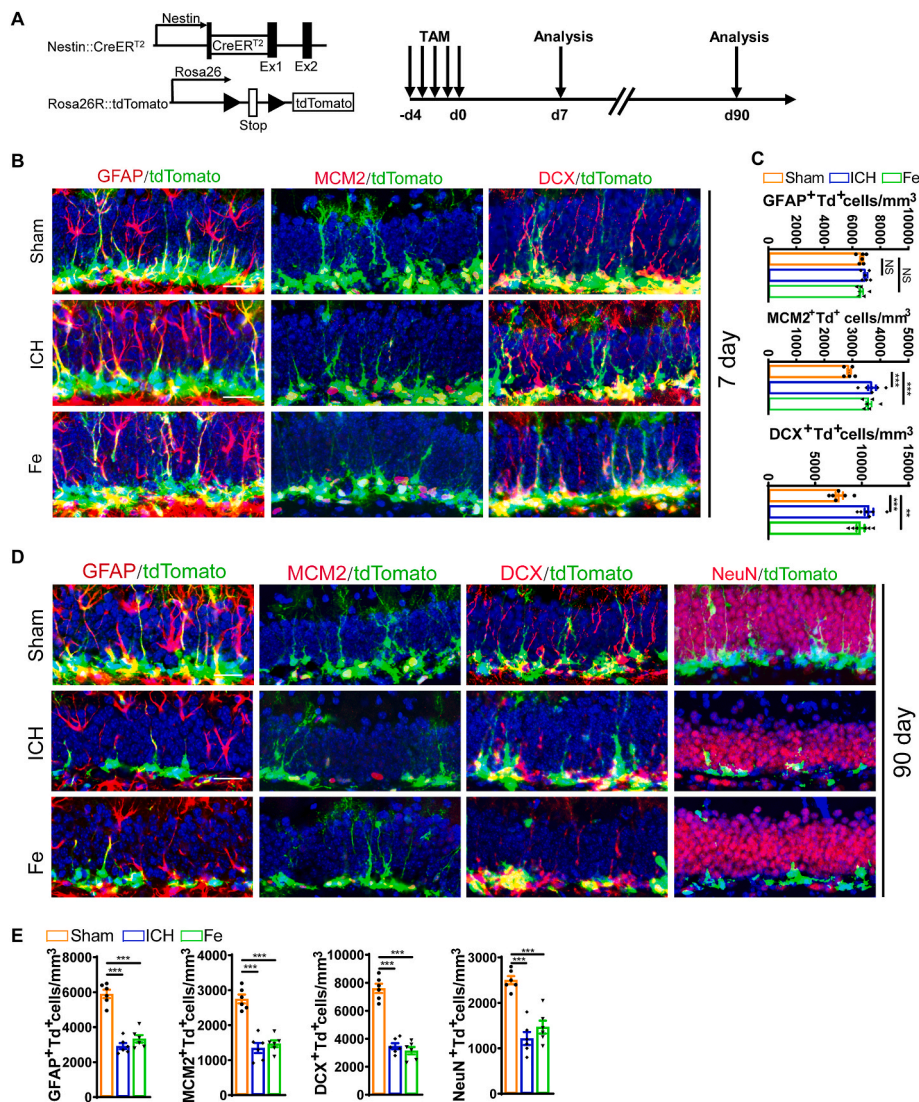 A
Nestin
Nestin::CreERT2
CreERT2
Ex1
Ex2
Rosa26
Rosa26R::tdTomato
tdTomato
Stop
TAM
Analysis
Analysis
-d4
d0
d7
d90
B
GFAP/tdTomato
MCM2/tdTomato
DCX/tdTomato
Sham
ICH
Fe
7 day
C
Sham
ICH
Fe
GFAP+Td+cells/mm3
0
2000
4000
6000
8000
10000
NS
NS
MCM2+Td+ cells/mm3
0
1000
2000
3000
4000
5000
***
***
DCX+Td+cells/mm3
0
5000
10000
15000
***
**
D
GFAP/tdTomato
MCM2/tdTomato
DCX/tdTomato
NeuN/tdTomato
Sham
ICH
Fe
90 day
E
Sham
ICH
Fe
GFAP+Td+cells/mm3
8000
6000
4000
2000
0
***
***
MCM2+Td+cells/mm3
4000
3000
2000
1000
0
***
***
DCX+Td+cells/mm3
10000
8000
6000
4000
2000
0
***
***
NeuN+Td+cells/mm3
3000
2000
1000
0
***
***